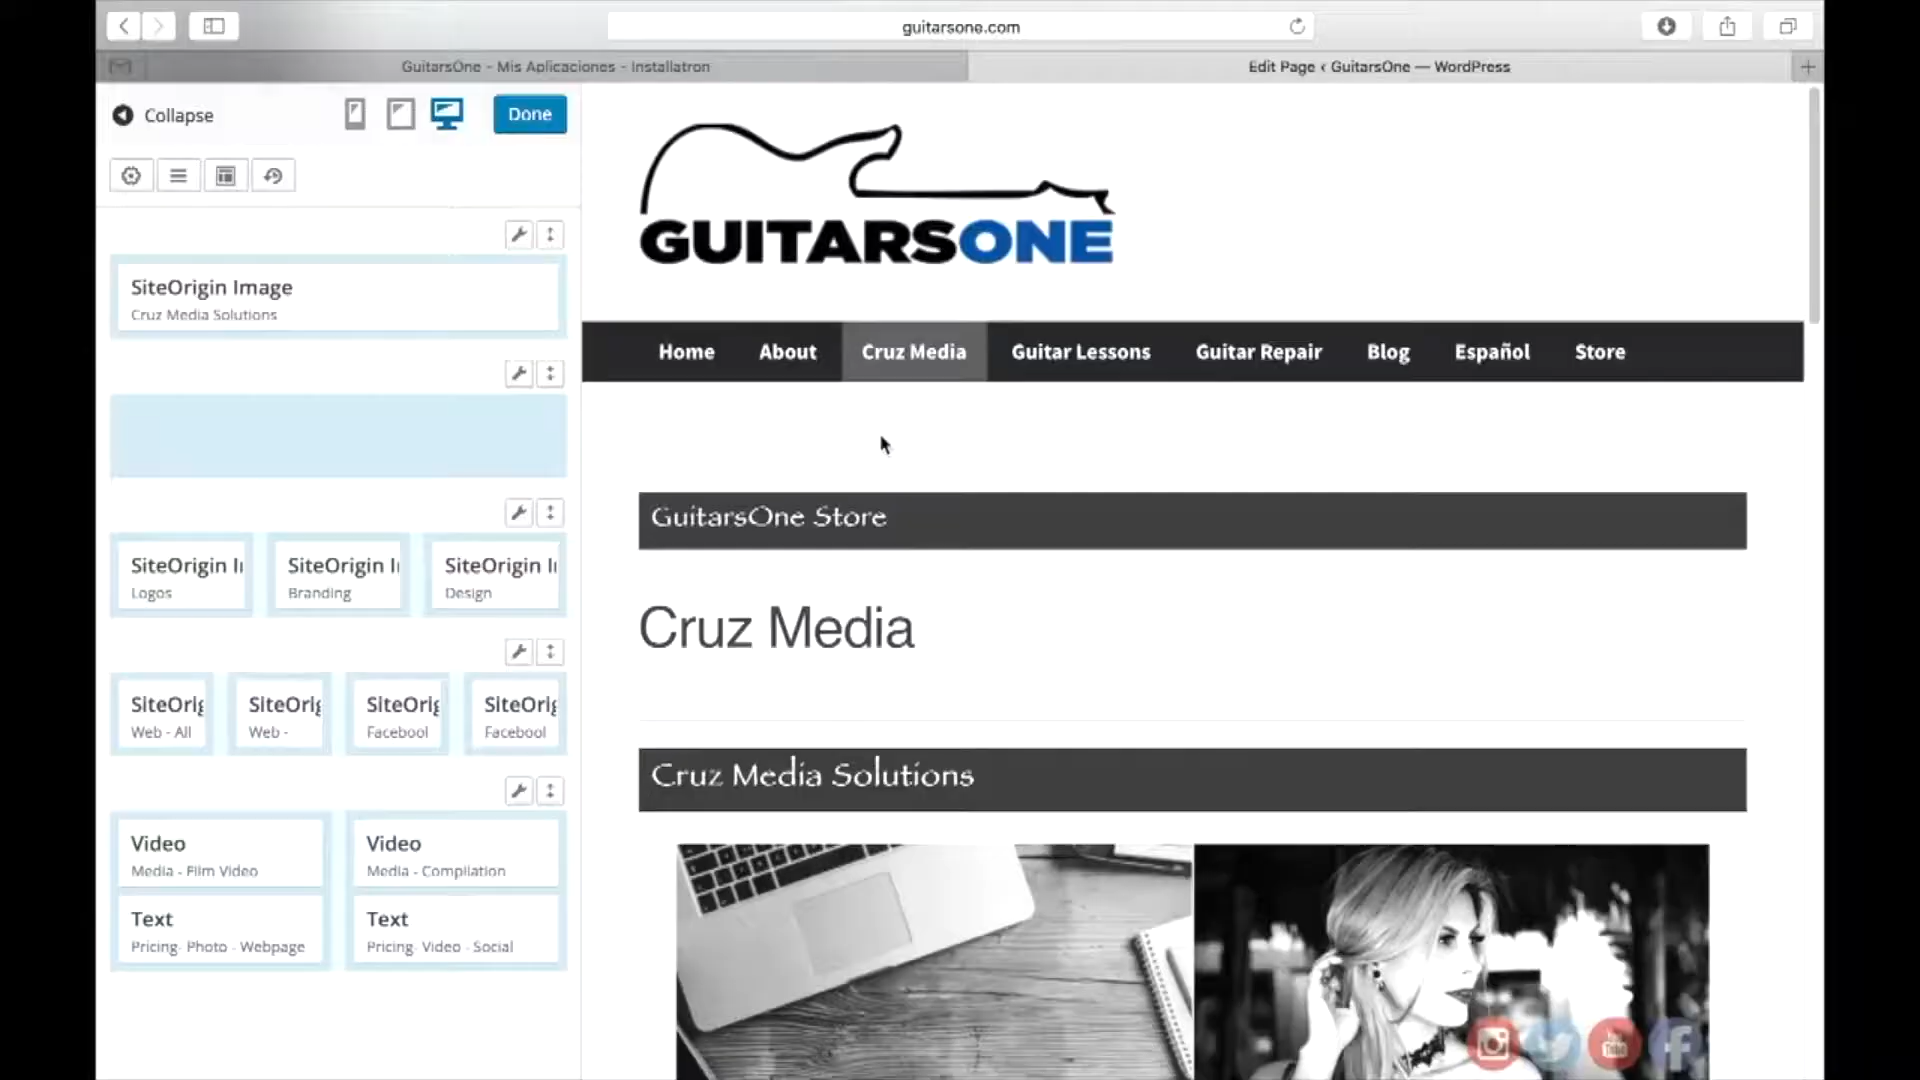 guitarsone.com
GuitarsOne - Mis Aplicaciones - Installatron
Edit Page ‹ GuitarsOne — WordPress
Collapse
Done
SiteOrigin Image
Cruz Media Solutions
SiteOrigin I
Logos
SiteOrigin I
Branding
SiteOrigin I
Design
SiteOrig
Web - All
SiteOrig
Web -
SiteOrig
Facebool
SiteOrig
Facebool
Video
Media - Film Video
Video
Media - Compilation
Text
Pricing- Photo - Webpage
Text
Pricing- Video - Social
GUITARSONE
Home
About
Cruz Media
Guitar Lessons
Guitar Repair
Blog
Español
Store
GuitarsOne Store
Cruz Media
Cruz Media Solutions